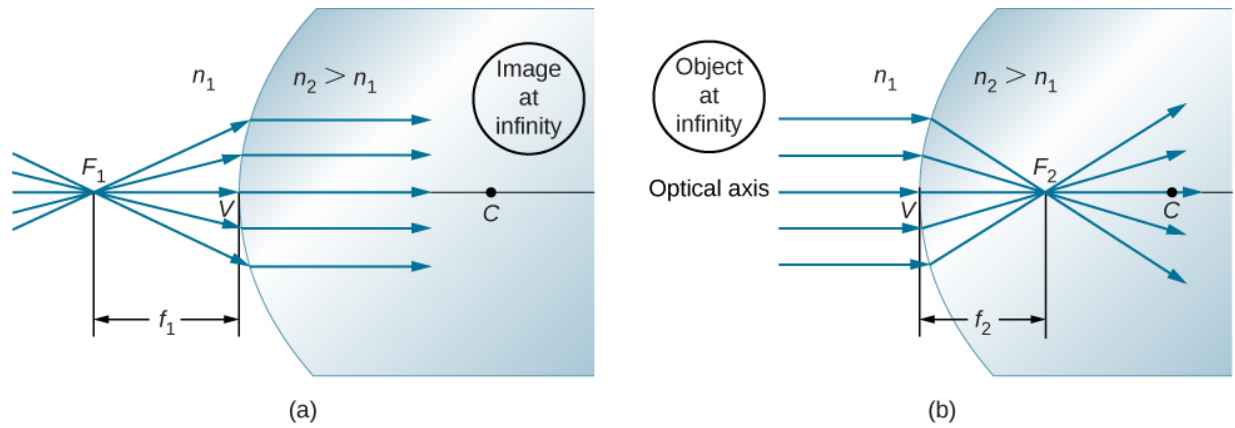 n₁
n₂ > n₁
Image
at
infinity
F₁
V
C
f₁
(a)
Object
at
infinity
n₁
n₂ > n₁
Optical axis
F₂
V
C
f₂
(b)